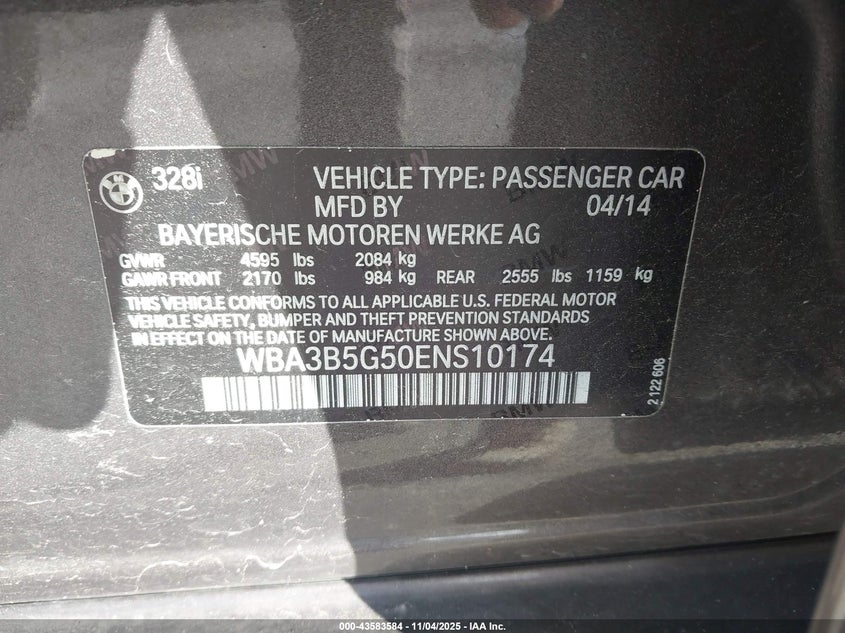 328i VEHICLE TYPE: PASSENGER CAR
MFD BY 04/14
BAYERISCHE MOTOREN WERKE AG
GVWR 4595 lbs 2084 kg
GAWR FRONT 2170 lbs 984 kg REAR 2555 lbs 1159 kg
THIS VEHICLE CONFORMS TO ALL APPLICABLE U.S. FEDERAL MOTOR
VEHICLE SAFETY, BUMPER AND THEFT PREVENTION STANDARDS
IN EFFECT ON THE DATE OF MANUFACTURE SHOWN ABOVE.
WBA3B5G50ENS10174
2 122 606
000-43583584 - 11/04/2025 - IAA Inc.